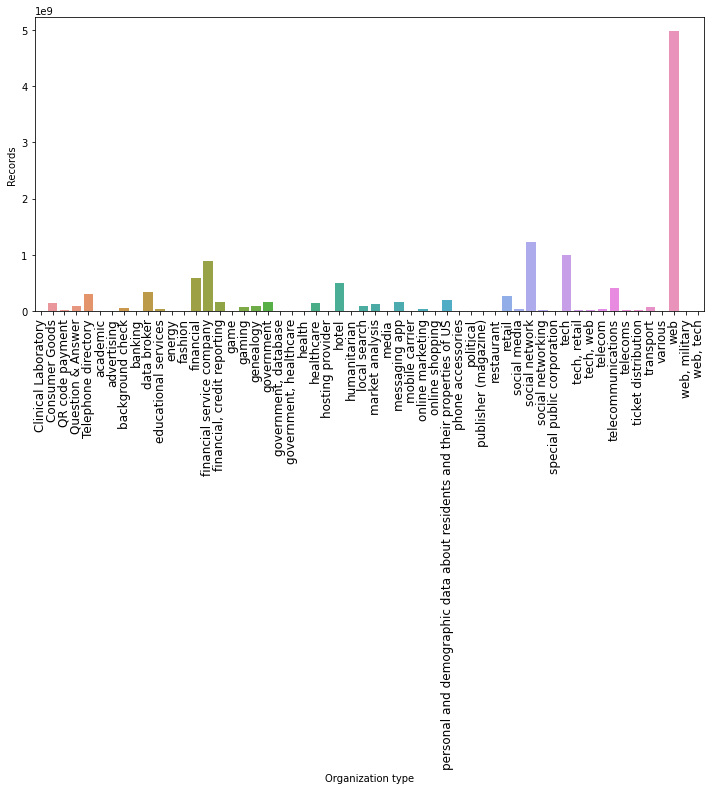 1e9
5
4
3
2
1
0
Records
Clinical Laboratory
Consumer Goods
QR code payment
Question & Answer
Telephone directory
academic
advertising
background check
banking
data broker
educational services
energy
fashion
financial
financial service company
financial, credit reporting
game
gaming
genealogy
government
government, database
government, healthcare
health
healthcare
hosting provider
hotel
humanitarian
local search
market analysis
media
messaging app
mobile carrier
online marketing
online shopping
personal and demographic data about residents and their properties of US
phone accessories
political
publisher (magazine)
restaurant
retail
social media
social network
social networking
special public corporation
tech
tech, retail
tech, web
telecom
telecommunications
telecoms
ticket distribution
transport
various
web
web, military
web, tech
Organization type